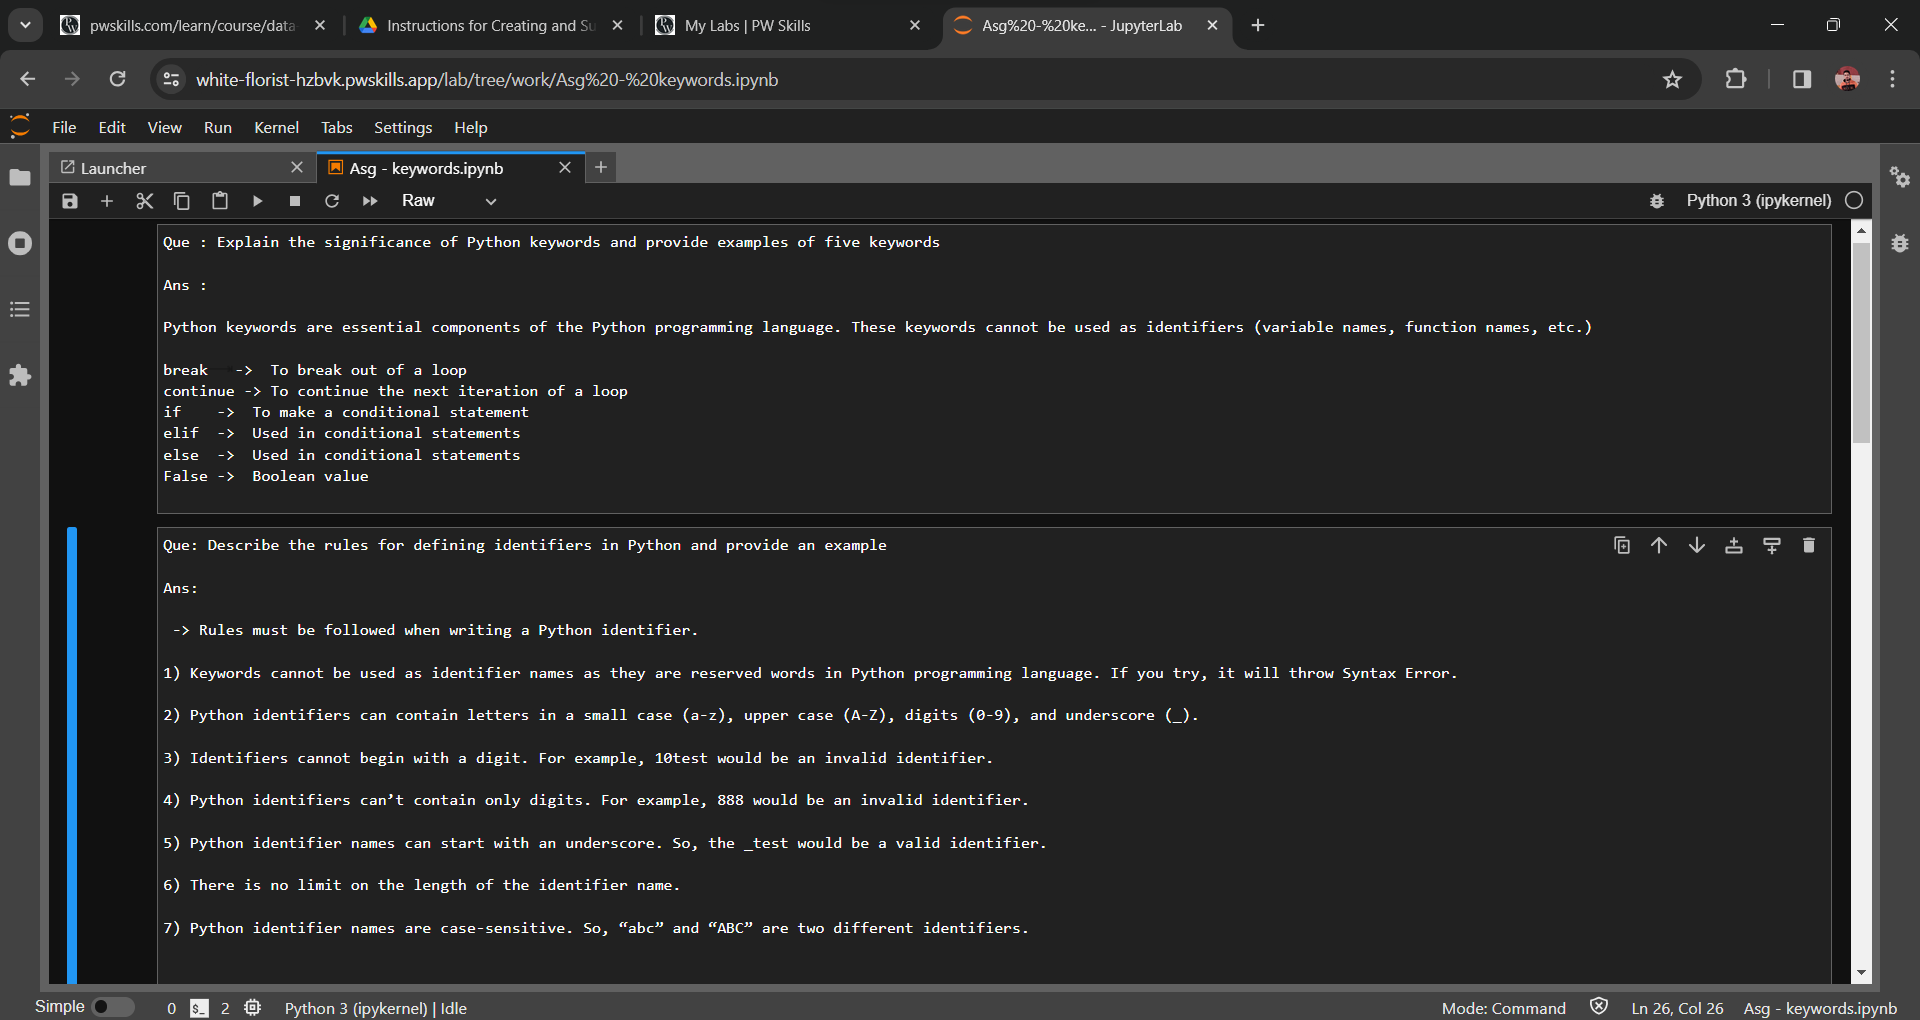 pwskills.com/learn/course/data-
Instructions for Creating and Su
My Labs | PW Skills
Asg%20-%20ke... - JupyterLab
white-florist-hzbvk.pwskills.app/lab/tree/work/Asg%20-%20keywords.ipynb
File Edit View Run Kernel Tabs Settings Help
Launcher
Asg - keywords.ipynb
Raw
Python 3 (ipykernel)
Que : Explain the significance of Python keywords and provide examples of five keywords
Ans :
Python keywords are essential components of the Python programming language. These keywords cannot be used as identifiers (variable names, function names, etc.)
break -> To break out of a loop
continue -> To continue the next iteration of a loop
if -> To make a conditional statement
elif -> Used in conditional statements
else -> Used in conditional statements
False -> Boolean value
Que: Describe the rules for defining identifiers in Python and provide an example
Ans:
-> Rules must be followed when writing a Python identifier.
1) Keywords cannot be used as identifier names as they are reserved words in Python programming language. If you try, it will throw Syntax Error.
2) Python identifiers can contain letters in a small case (a-z), upper case (A-Z), digits (0-9), and underscore (_).
3) Identifiers cannot begin with a digit. For example, 10test would be an invalid identifier.
4) Python identifiers can’t contain only digits. For example, 888 would be an invalid identifier.
5) Python identifier names can start with an underscore. So, the _test would be a valid identifier.
6) There is no limit on the length of the identifier name.
7) Python identifier names are case-sensitive. So, “abc” and “ABC” are two different identifiers.
Simple 0 $_ 2 Python 3 (ipykernel) | Idle Mode: Command Ln 26, Col 26 Asg - keywords.ipynb